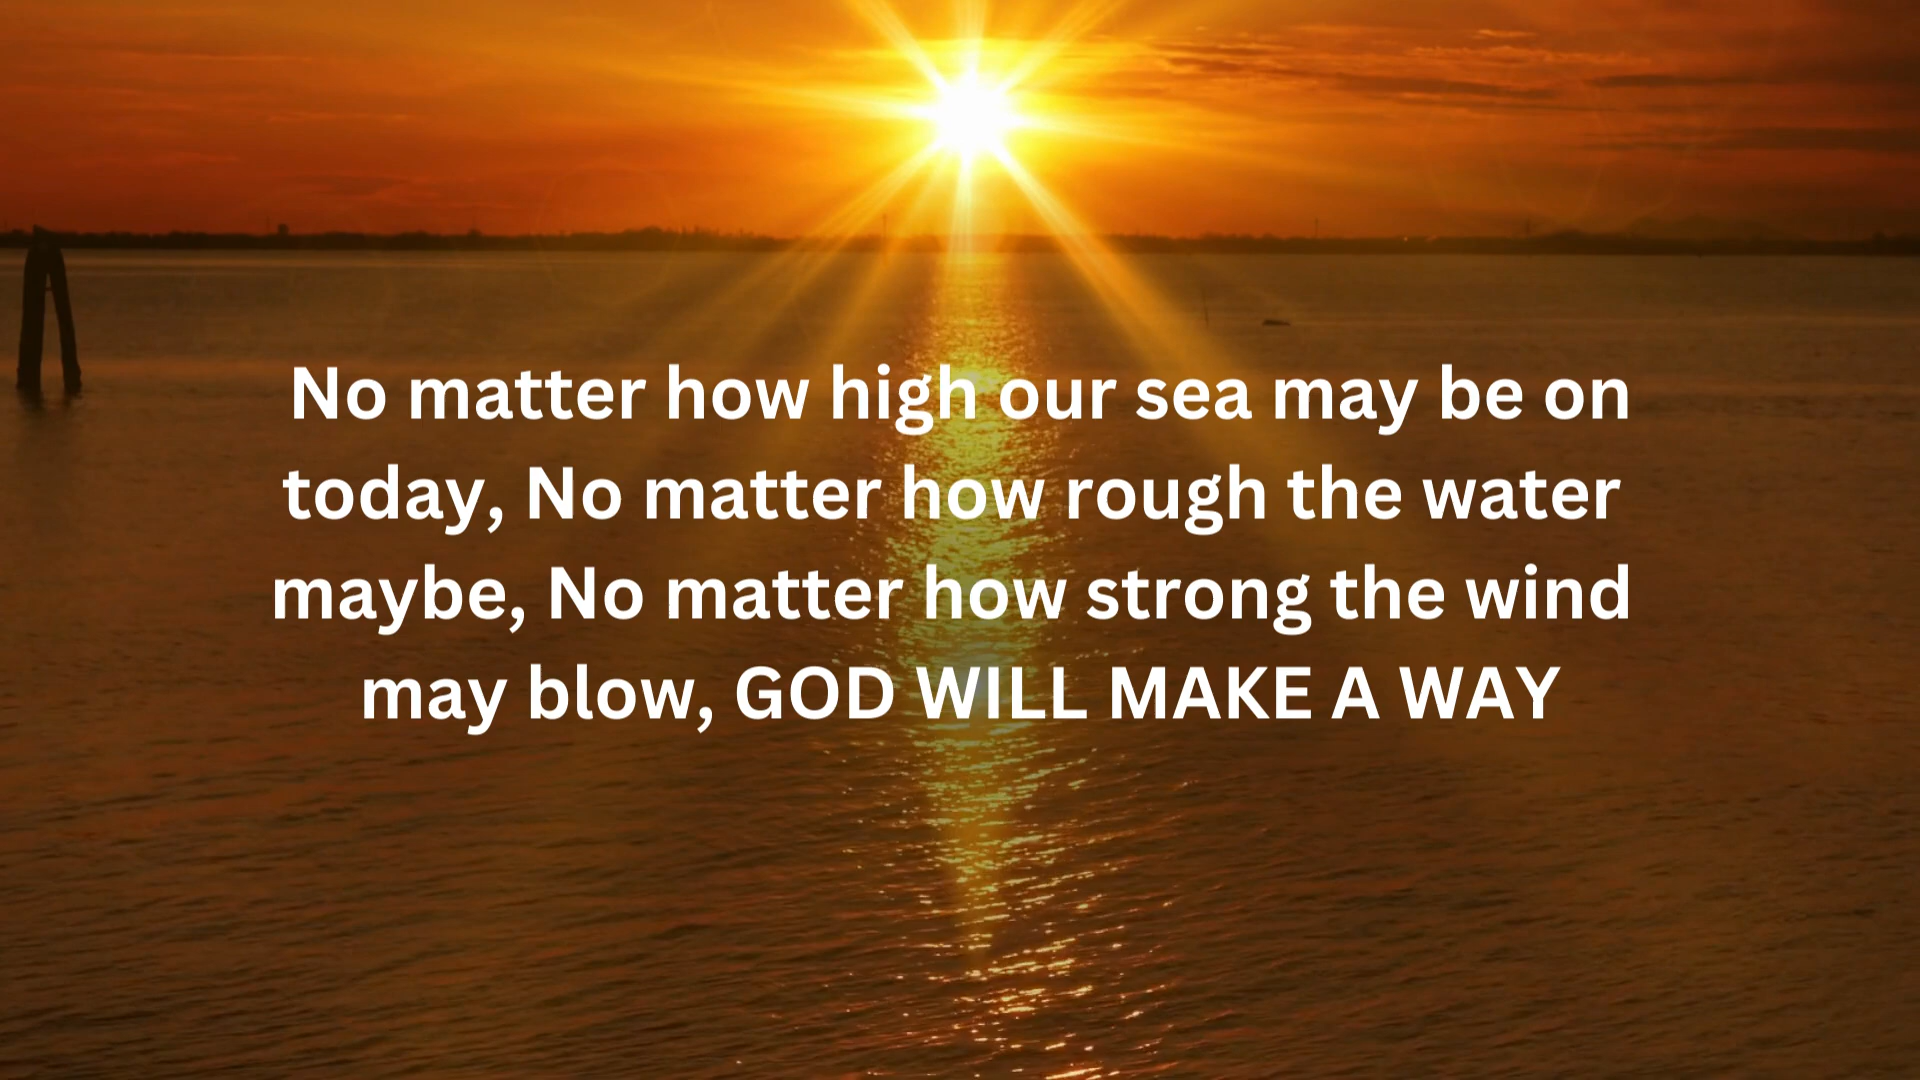 No matter how high our sea may be on
today, No matter how rough the water
maybe, No matter how strong the wind
may blow, GOD WILL MAKE A WAY